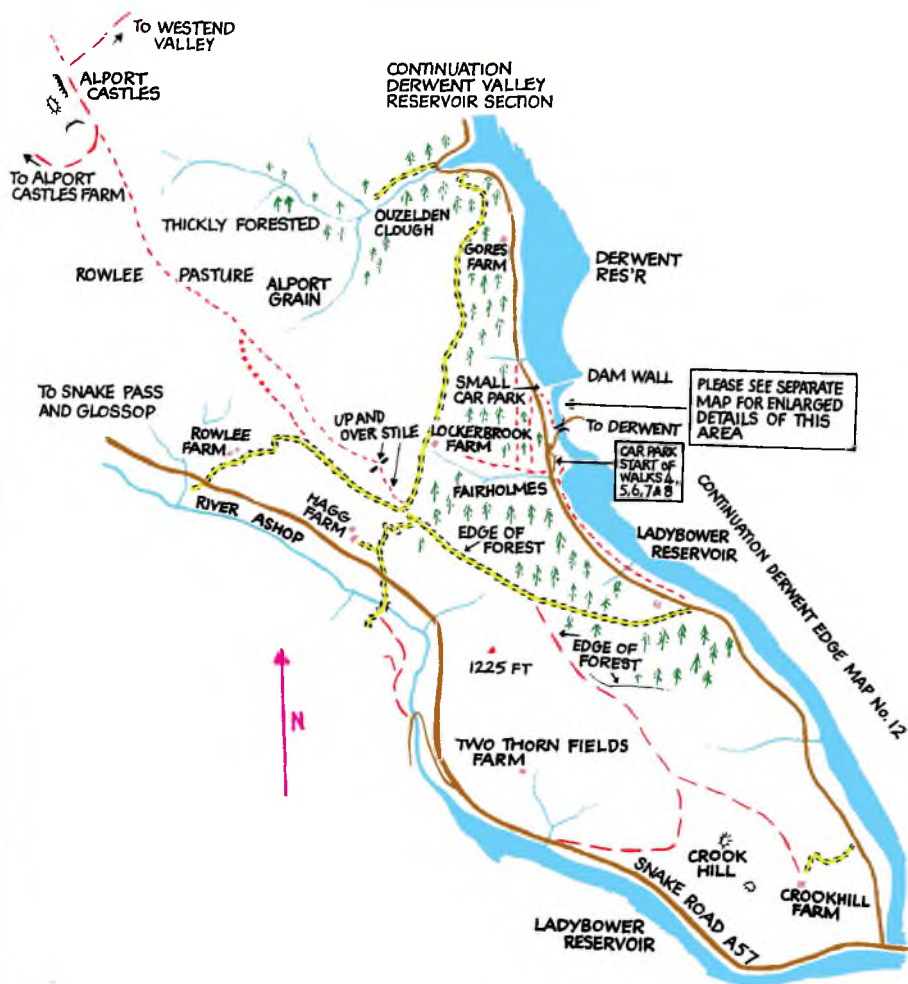 TO WESTEND
VALLEY
ALPORT
CASTLES
CONTINUATION
DERWENT VALLEY
RESERVOIR SECTION
TO ALPORT
CASTLES FARM
THICKLY FORESTED
OUZELDEN
CLOUGH
GORES
FARM
DERWENT
RES'R
ROWLEE PASTURE
ALPORT
GRAIN
SMALL
CAR PARK
DAM WALL
PLEASE SEE SEPARATE
MAP FOR ENLARGED
DETAILS OF THIS
AREA
TO SNAKE PASS
AND GLOSSOP
UP AND
OVER STILE
LOCKERBROOK
FARM
TO DERWENT
ROWLEE
FARM
CAR PARK
START OF
WALKS 4,
5,6,7 & 8
FAIRHOLMES
HAGG
FARM
RIVER ASHOP
EDGE OF
FOREST
LADYBOWER
RESERVOIR
CONTINUATION DERWENT EDGE MAP No. 12
EDGE OF
FOREST
1225 FT
N
TWO THORN FIELDS
FARM
CROOK
HILL
CROOKHILL
FARM
SNAKE ROAD A57
LADYBOWER
RESERVOIR